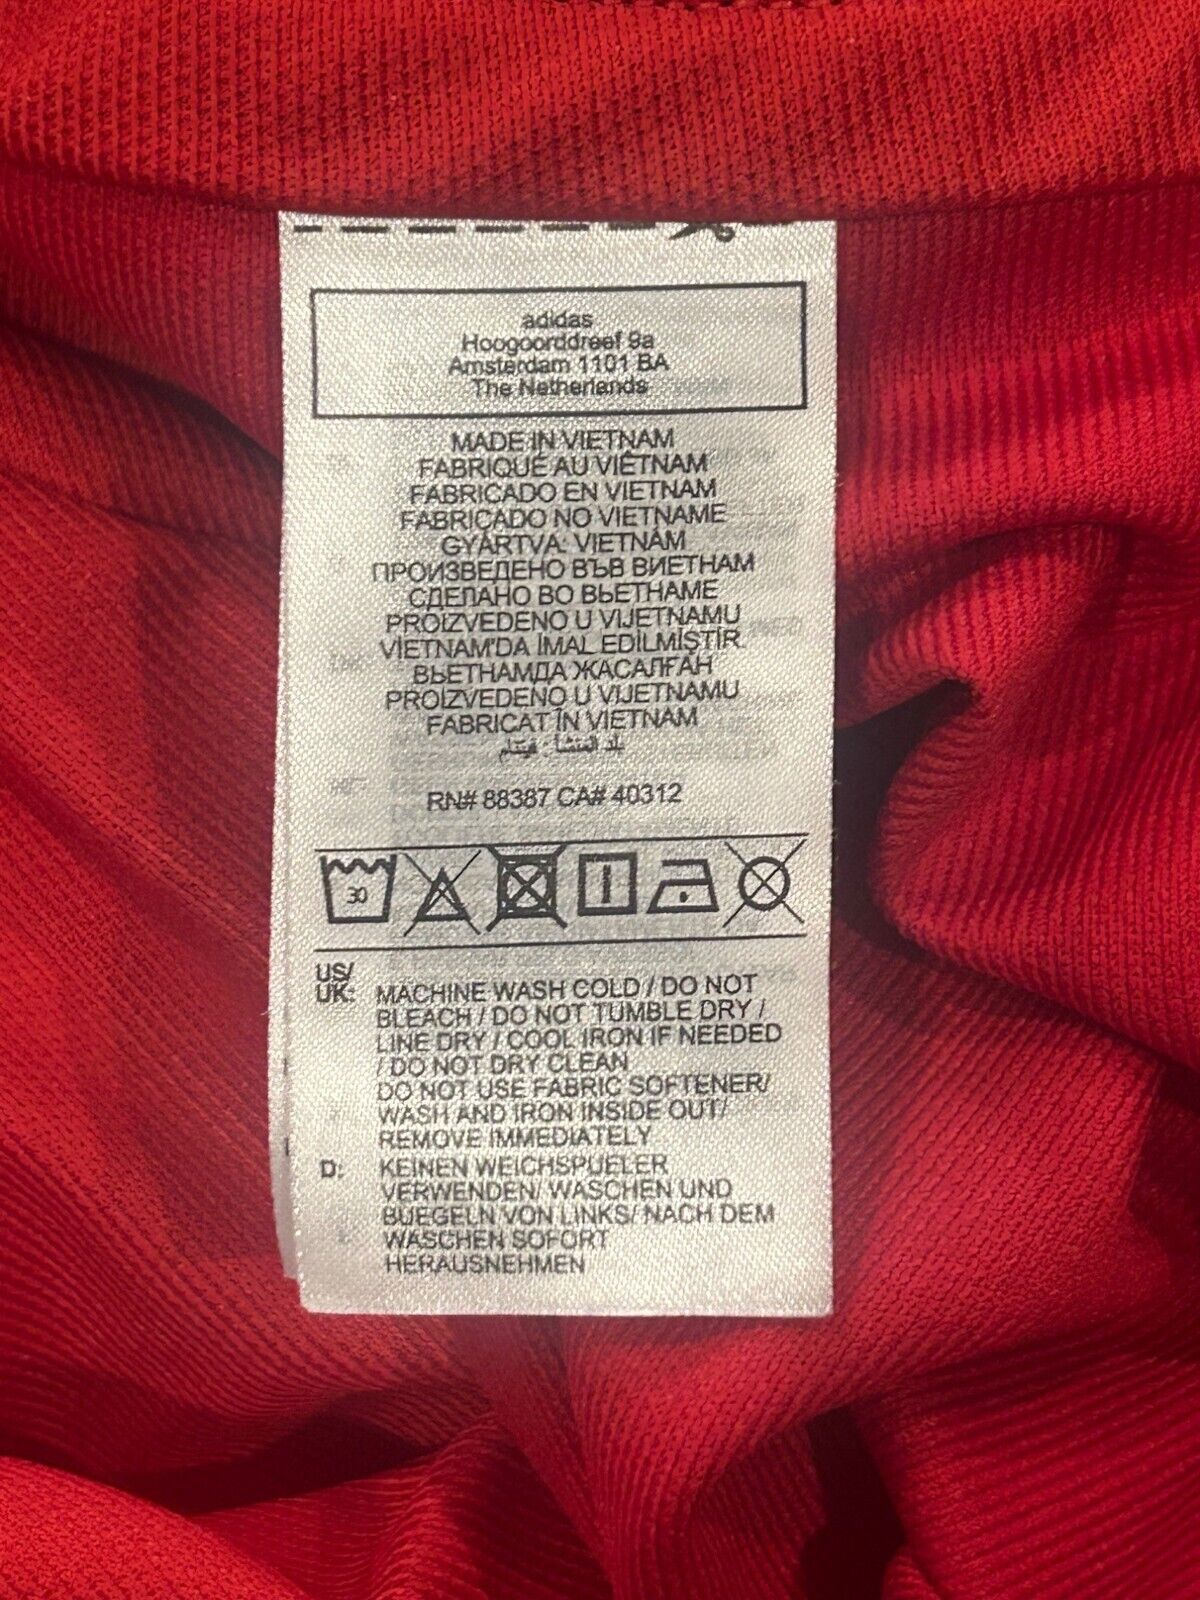 adidas
Hoogoorddreef 9a
Amsterdam 1101 BA
The Netherlands
MADE IN VIETNAM
FABRIQUÉ AU VIÊTNAM
FABRICADO EN VIETNAM
FABRICADO NO VIETNAME
GYÁRTVA: VIETNÁM
ПРОИЗВЕДЕНО ВЪВ ВИЕТНАМ
СДЕЛАНО ВО ВЬЕТНАМЕ
PROIZVEDENO U VIJETNAMU
VİETNAM'DA İMAL EDİLMİŞTİR.
ВЬЕТНАМДА ЖАСАЛҒАН
PROIZVEDENO U VIJETNAMU
FABRICAT ÎN VIETNAM
بلد المنشأ: فيتنام
RN# 88387 CA# 40312
30
US/
UK: MACHINE WASH COLD / DO NOT
BLEACH / DO NOT TUMBLE DRY /
LINE DRY / COOL IRON IF NEEDED
/ DO NOT DRY CLEAN
DO NOT USE FABRIC SOFTENER/
WASH AND IRON INSIDE OUT/
REMOVE IMMEDIATELY
D: KEINEN WEICHSPUELER
VERWENDEN/ WASCHEN UND
BUEGELN VON LINKS/ NACH DEM
WASCHEN SOFORT
HERAUSNEHMEN